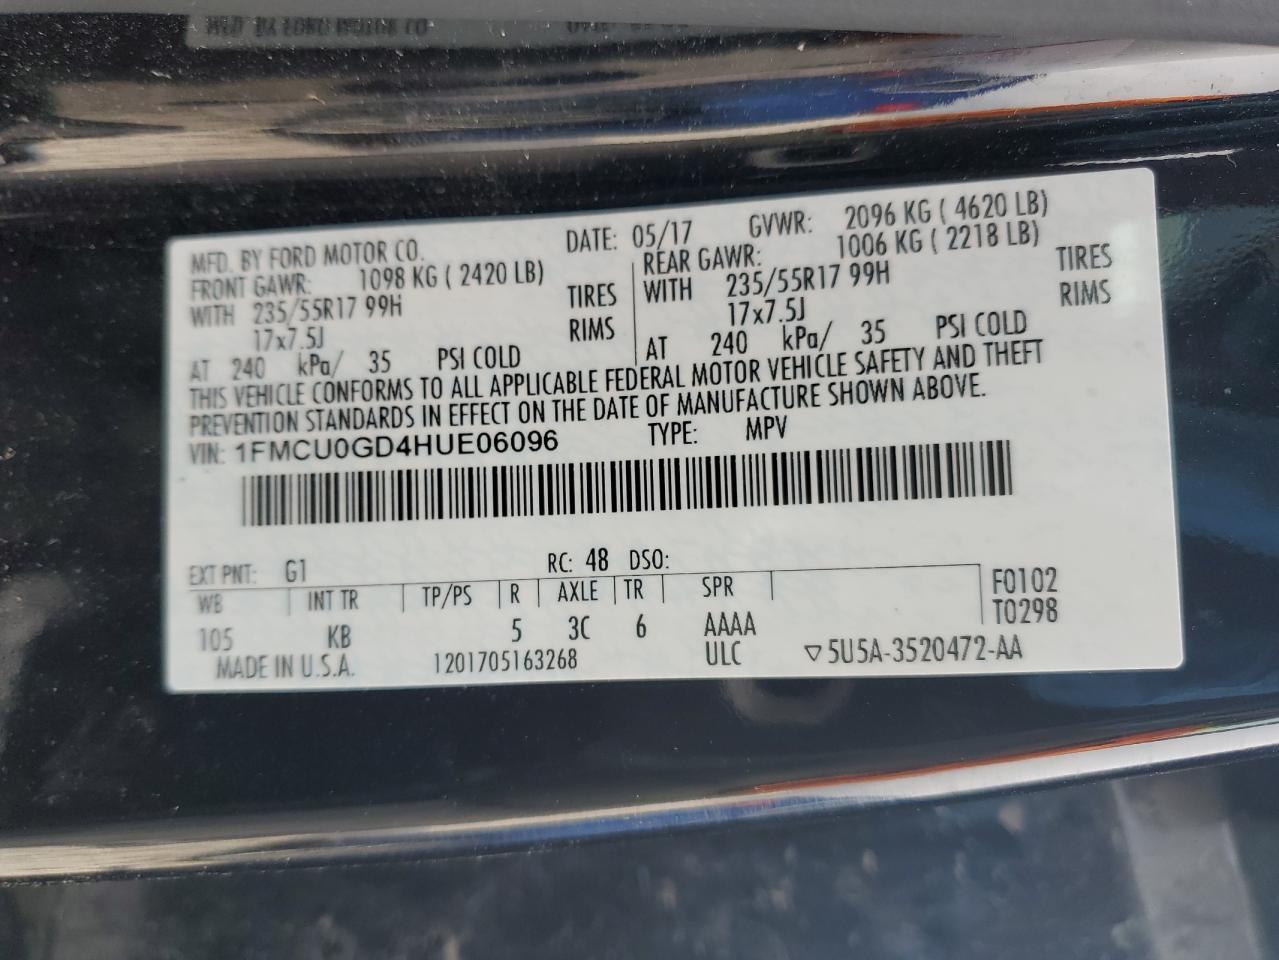 MFD. BY FORD MOTOR CO. DATE: 05/17 GVWR: 2096 KG ( 4620 LB)
FRONT GAWR: 1098 KG ( 2420 LB) REAR GAWR: 1006 KG ( 2218 LB)
WITH 235/55R17 99H TIRES WITH 235/55R17 99H TIRES
17x7.5J RIMS 17x7.5J RIMS
AT 240 kPa/ 35 PSI COLD AT 240 kPa/ 35 PSI COLD
THIS VEHICLE CONFORMS TO ALL APPLICABLE FEDERAL MOTOR VEHICLE SAFETY AND THEFT
PREVENTION STANDARDS IN EFFECT ON THE DATE OF MANUFACTURE SHOWN ABOVE.
VIN: 1FMCU0GD4HUE06096 TYPE: MPV
EXT PNT: G1 RC: 48 DSO:
WB INT TR TP/PS R AXLE TR SPR F0102
105 KB 5 3C 6 AAAA T0298
MADE IN U.S.A. 1201705163268 ULC ▽5U5A-3520472-AA